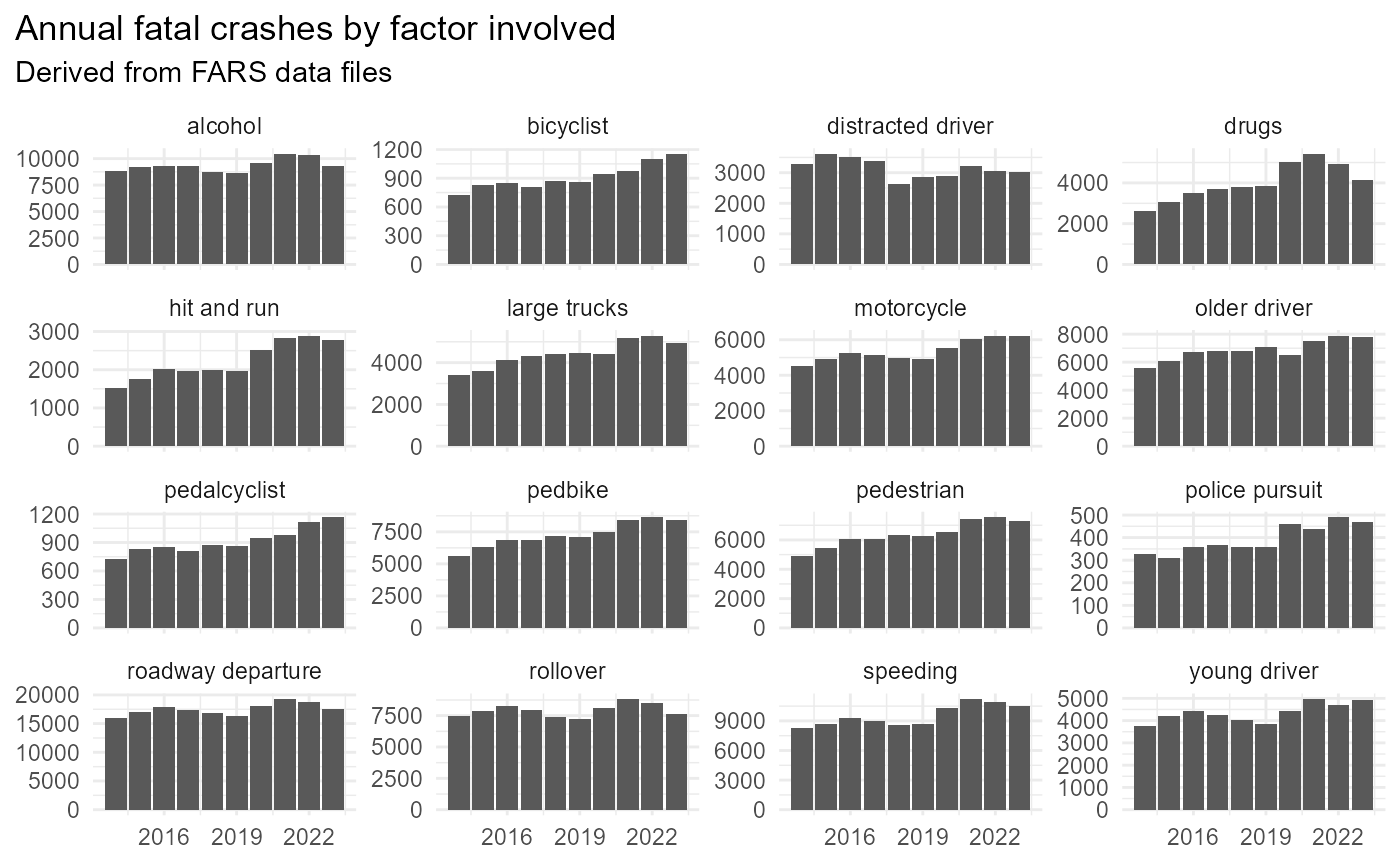 Annual fatal crashes by factor involved
Derived from FARS data files
alcohol bicyclist distracted driver drugs
10000 7500 5000 2500 0
1200 900 600 300 0
3000 2000 1000 0
4000 2000 0
hit and run large trucks motorcycle older driver
3000 2000 1000 0
4000 2000 0
6000 4000 2000 0
8000 6000 4000 2000 0
pedalcyclist pedbike pedestrian police pursuit
1200 900 600 300 0
7500 5000 2500 0
6000 4000 2000 0
500 400 300 200 100 0
roadway departure rollover speeding young driver
20000 15000 10000 5000 0
7500 5000 2500 0
9000 6000 3000 0
5000 4000 3000 2000 1000 0
2016 2019 2022 2016 2019 2022 2016 2019 2022 2016 2019 2022